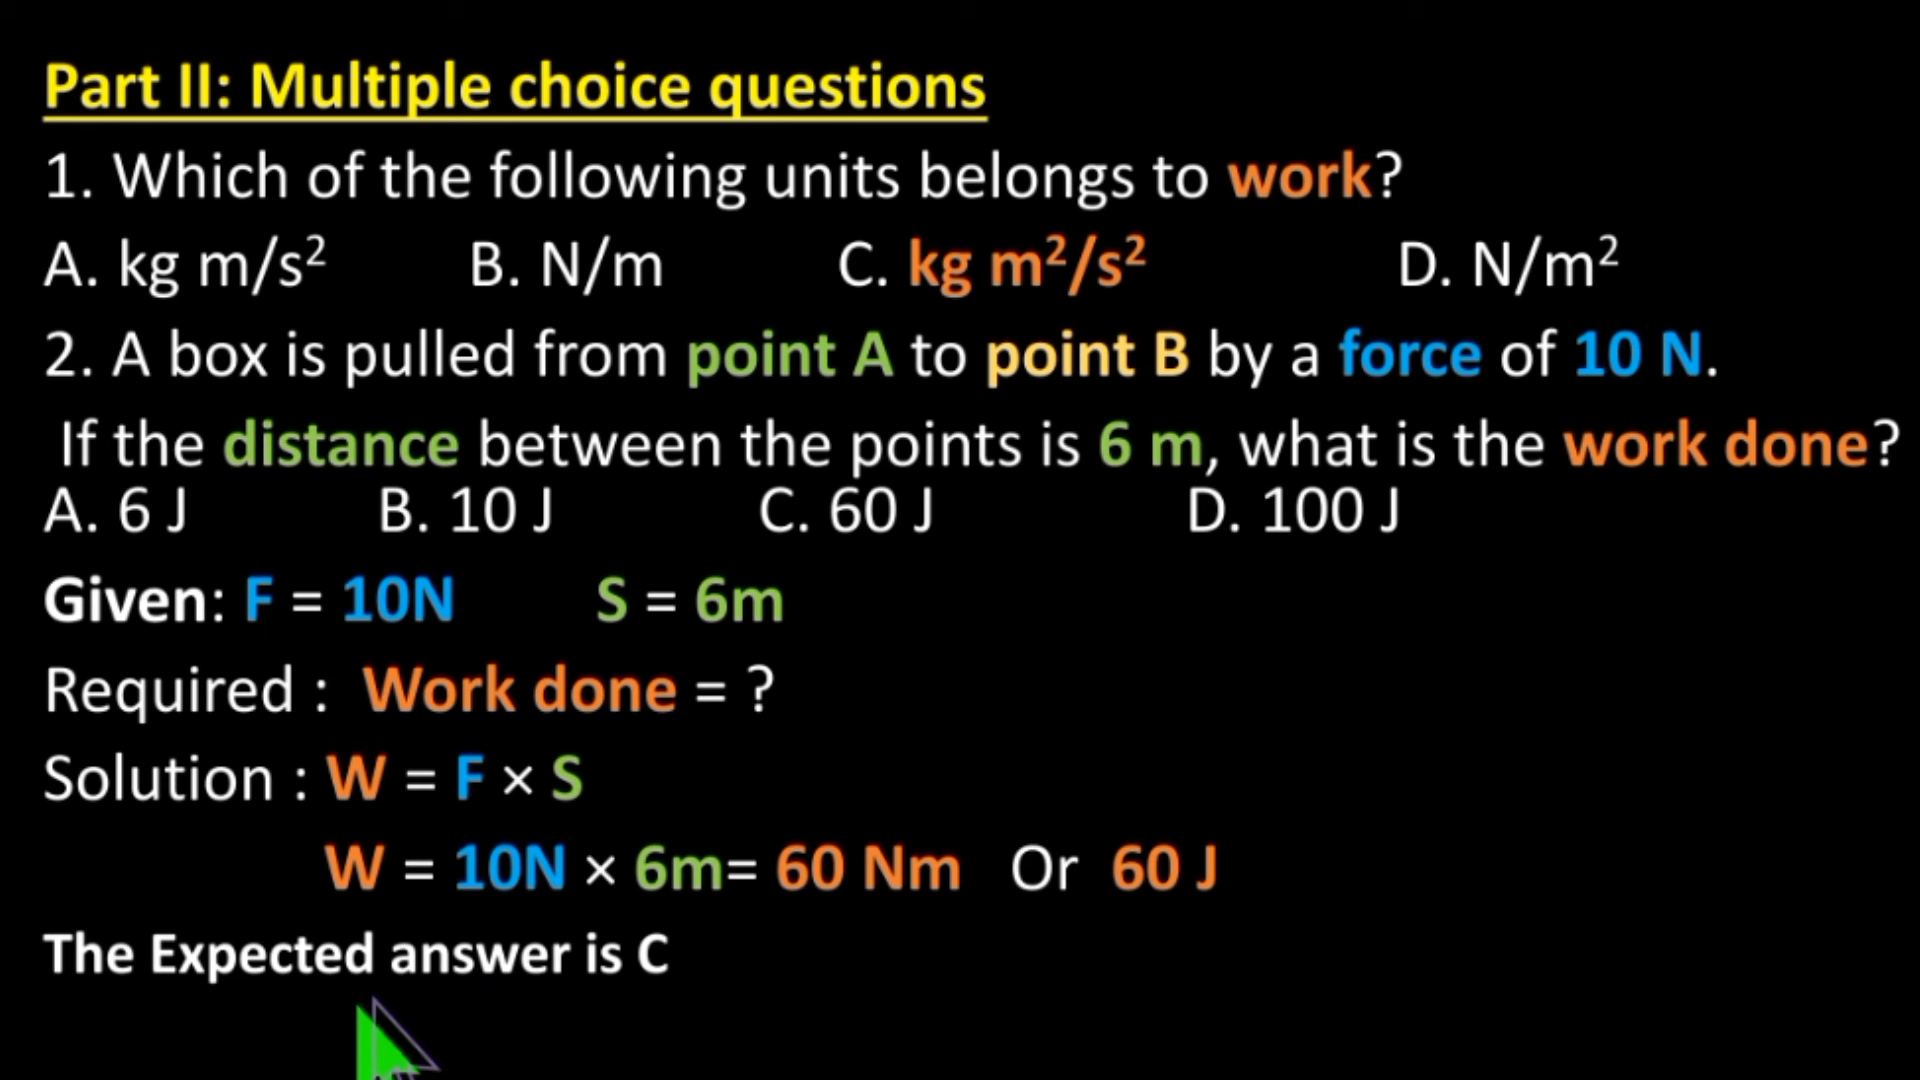 Part II: Multiple choice questions
1. Which of the following units belongs to work?
A. kg m/s² B. N/m C. kg m²/s² D. N/m²
2. A box is pulled from point A to point B by a force of 10 N.
If the distance between the points is 6 m, what is the work done?
A. 6 J B. 10 J C. 60 J D. 100 J
Given: F = 10N S = 6m
Required : Work done = ?
Solution : W = F × S
W = 10N × 6m= 60 Nm Or 60 J
The Expected answer is C